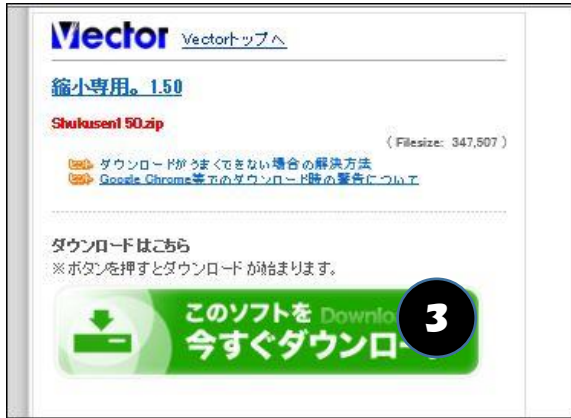 Vector Vectorトップへ
縮小専用。1.50
Shukusen150.zip
( Filesize: 347,507 )
ダウンロードがうまくできない場合の解決方法
Google Chrome等でのダウンロード時の警告について
ダウンロードはこちら
※ボタンを押すとダウンロードが始まります。
このソフトを Downlo
今すぐダウンロー
3